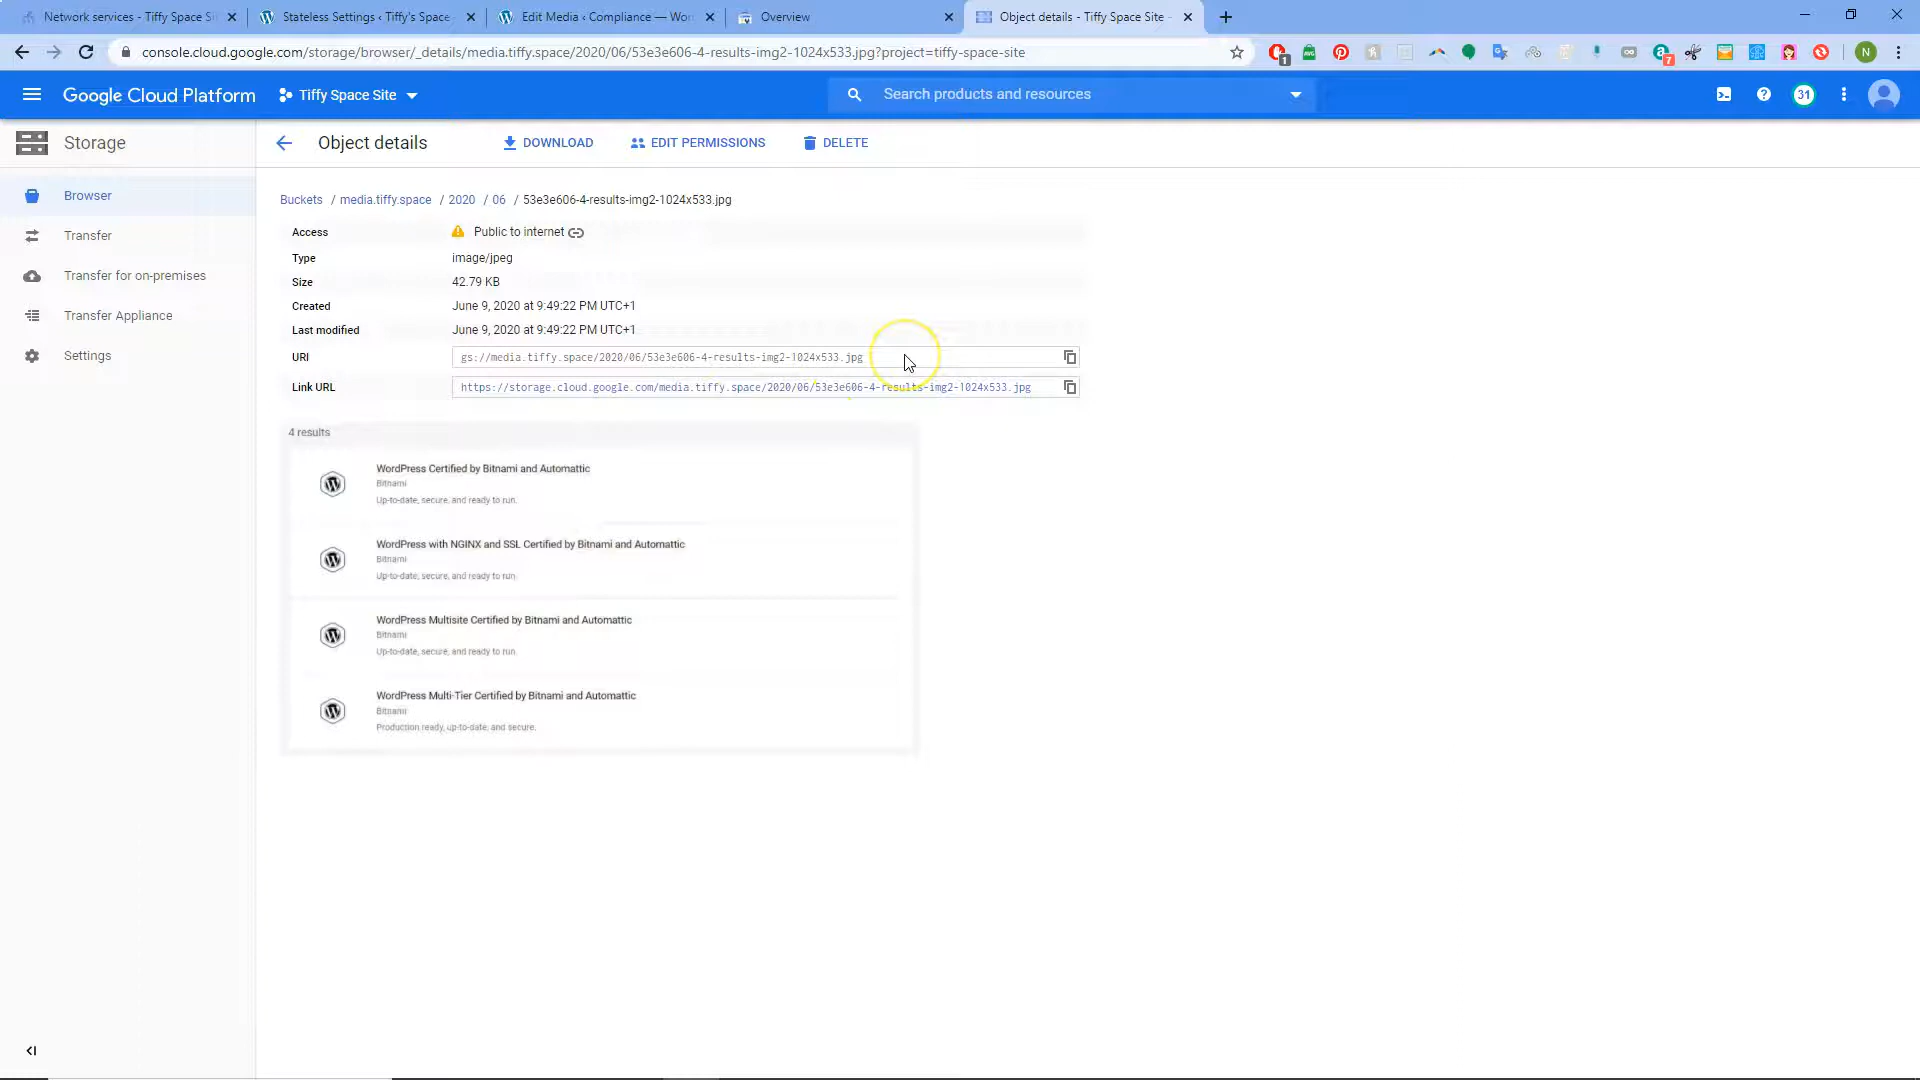 Network services - Tiffy Space Si
Stateless Settings ‹ Tiffy's Space
Edit Media ‹ Compliance — Wor
Overview
Object details - Tiffy Space Site -
console.cloud.google.com/storage/browser/_details/media.tiffy.space/2020/06/53e3e606-4-results-img2-1024x533.jpg?project=tiffy-space-site
1
7
N
Google Cloud Platform
Tiffy Space Site
Search products and resources
31
Storage
Object details
DOWNLOAD
EDIT PERMISSIONS
DELETE
Browser
Transfer
Transfer for on-premises
Transfer Appliance
Settings
Buckets / media.tiffy.space / 2020 / 06 / 53e3e606-4-results-img2-1024x533.jpg
Access Public to internet
Type image/jpeg
Size 42.79 KB
Created June 9, 2020 at 9:49:22 PM UTC+1
Last modified June 9, 2020 at 9:49:22 PM UTC+1
URI gs://media.tiffy.space/2020/06/53e3e606-4-results-img2-1024x533.jpg
Link URL https://storage.cloud.google.com/media.tiffy.space/2020/06/53e3e606-4-results-img2-1024x533.jpg
4 results
WordPress Certified by Bitnami and Automattic
Bitnami
Up-to-date, secure, and ready to run.
WordPress with NGINX and SSL Certified by Bitnami and Automattic
Bitnami
Up-to-date, secure, and ready to run
WordPress Multisite Certified by Bitnami and Automattic
Bitnami
Up-to-date, secure, and ready to run.
WordPress Multi-Tier Certified by Bitnami and Automattic
Bitnami
Production ready, up-to-date, and secure.